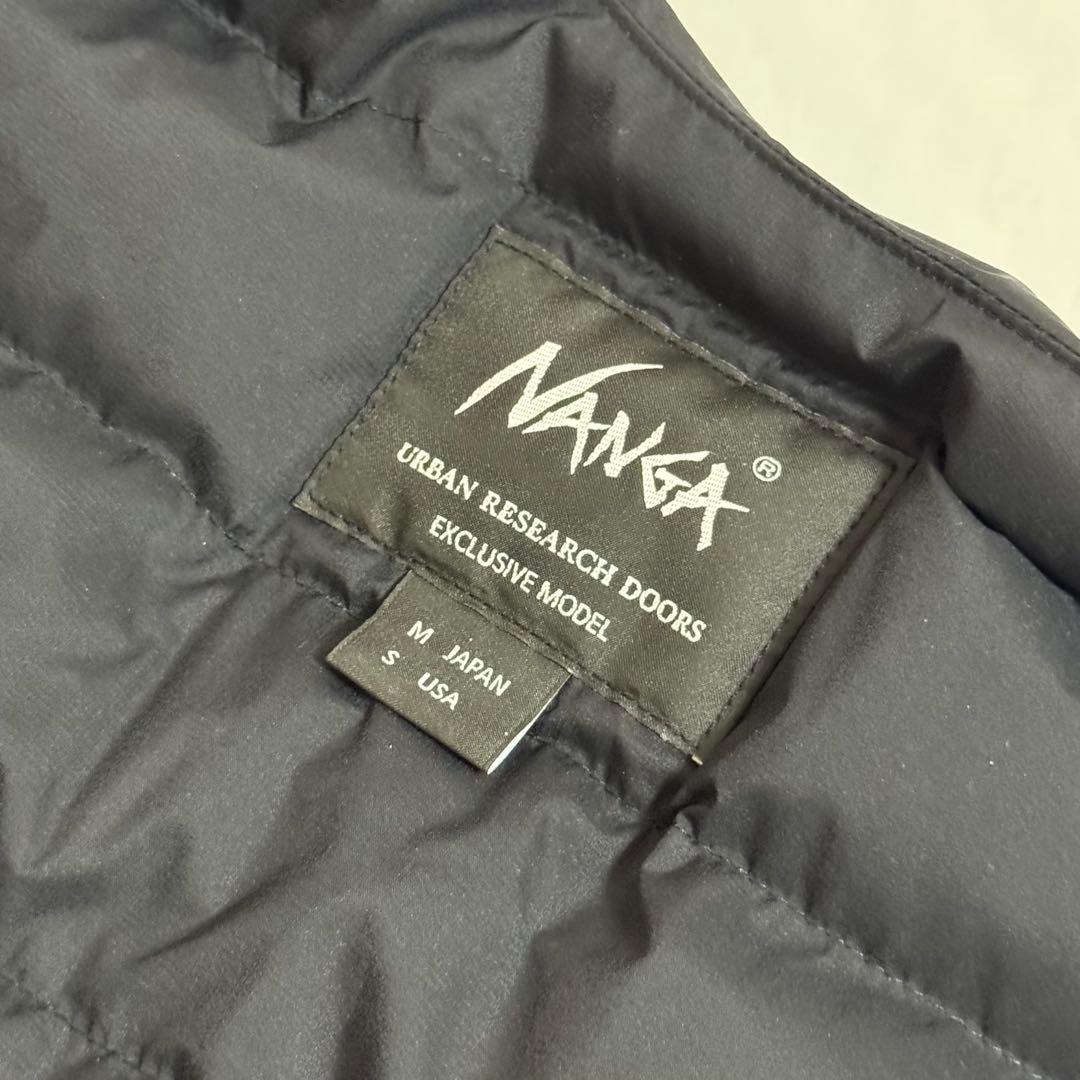 NANGA®
URBAN RESEARCH DOORS
EXCLUSIVE MODEL
M JAPAN
S USA